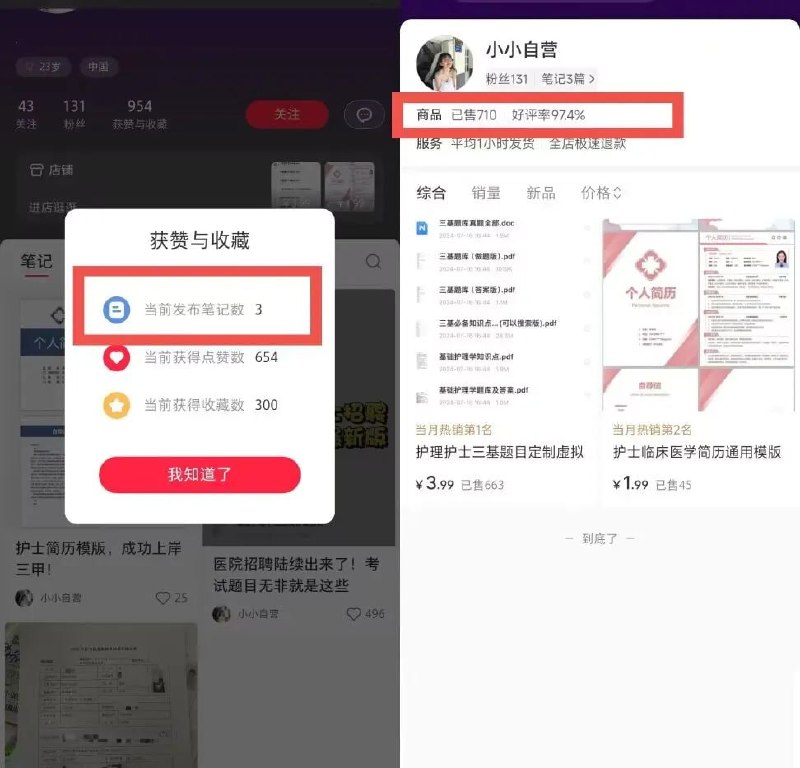 23岁
中国
43
131
954
关注
粉丝
获赞与收藏
关注
店铺
进店逛逛
笔记
获赞与收藏
当前发布笔记数 3
当前获得点赞数 654
当前获得收藏数 300
我知道了
护士简历模版，成功上岸
三甲！
小小自营
25
医院招聘陆续出来了！考
试题目无非就是这些
小小自营
496
小小自营
粉丝131
笔记3篇 >
商品 已售710 好评率97.4%
服务 平均1小时发货 全店极速退款
综合
销量
新品
价格
三基题库真题全部.doc
三基题库（做题版）.pdf
三基题库（答案版）.pdf
三基必备知识点...(可以搜索版).pdf
基础护理学知识点.pdf
基础护理学题库及答案.pdf
个人简历
个人简历
自荐信
当月热销第1名
护理护士三基题目定制虚拟
¥3.99 已售663
当月热销第2名
护士临床医学简历通用模版
¥1.99 已售45
– 到底了 –